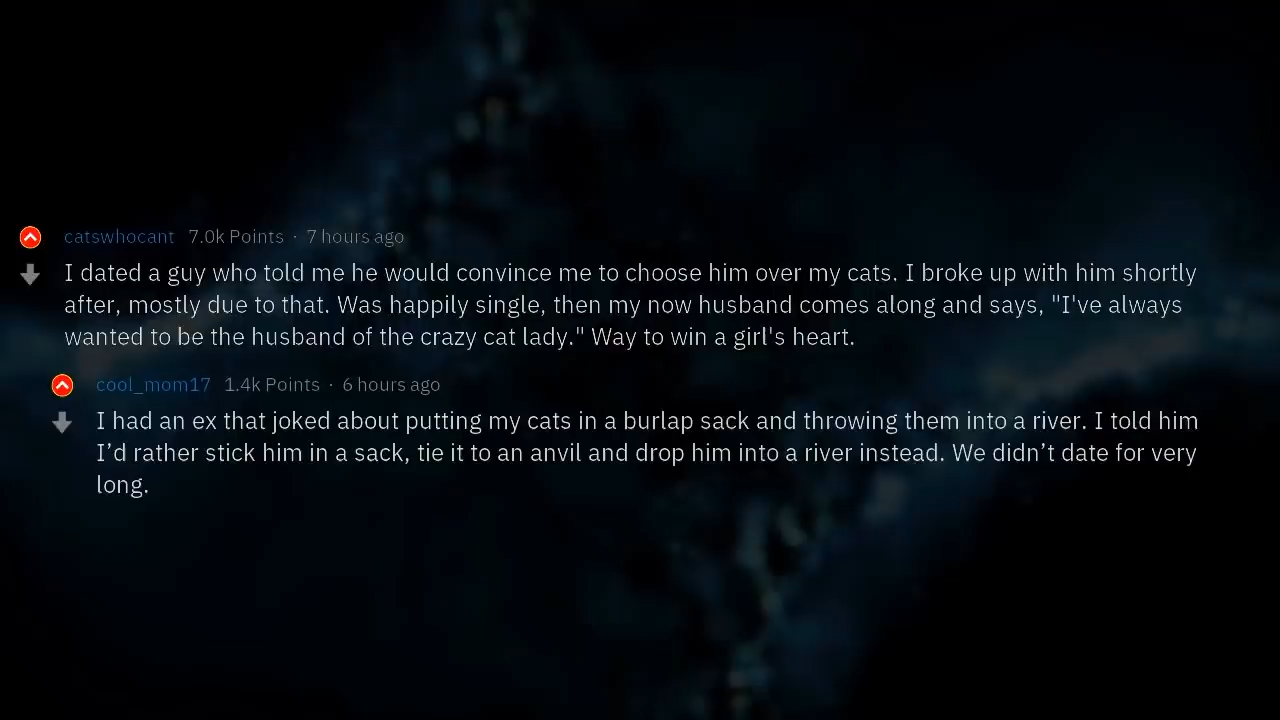 catswhocant 7.0k Points · 7 hours ago
I dated a guy who told me he would convince me to choose him over my cats. I broke up with him shortly
after, mostly due to that. Was happily single, then my now husband comes along and says, "I've always
wanted to be the husband of the crazy cat lady." Way to win a girl's heart.
cool_mom17 1.4k Points · 6 hours ago
I had an ex that joked about putting my cats in a burlap sack and throwing them into a river. I told him
I’d rather stick him in a sack, tie it to an anvil and drop him into a river instead. We didn’t date for very
long.